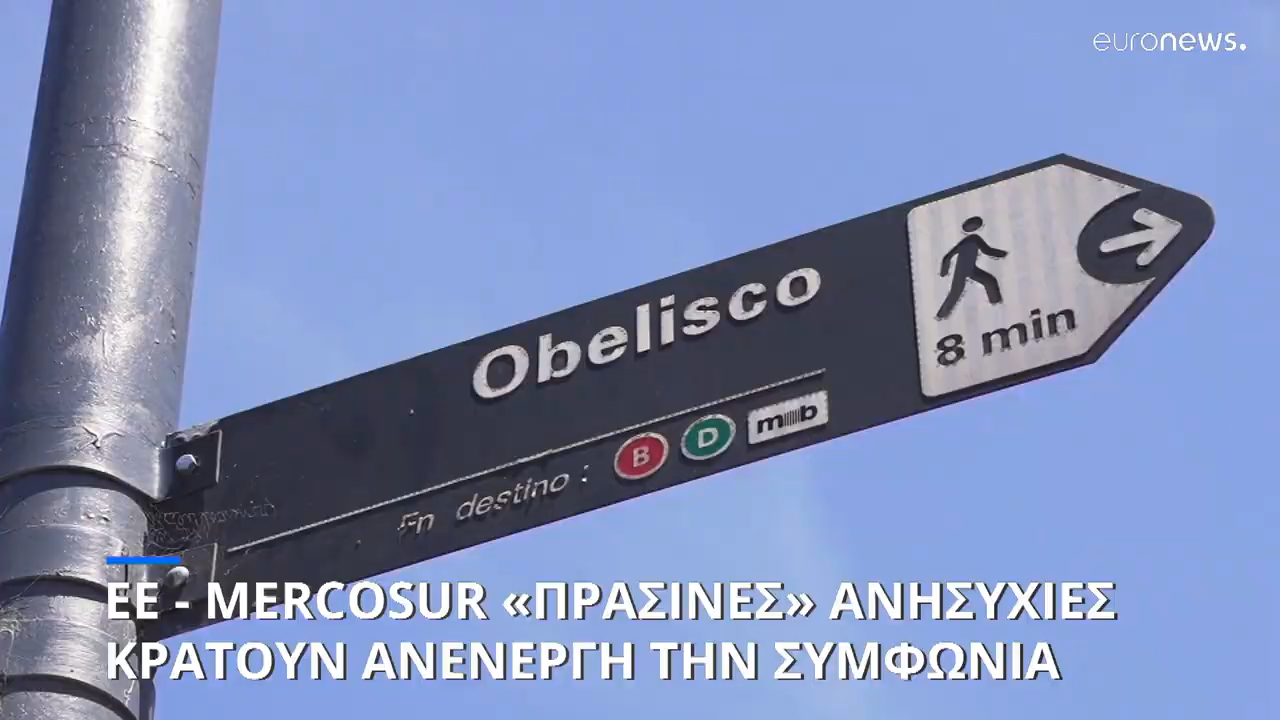 euronews.
Obelisco
8 min
En destino : B D mb
ΕΕ - MERCOSUR «ΠΡΑΣΙΝΕΣ» ΑΝΗΣΥΧΙΕΣ
ΚΡΑΤΟΥΝ ΑΝΕΝΕΡΓΗ ΤΗΝ ΣΥΜΦΩΝΙΑ